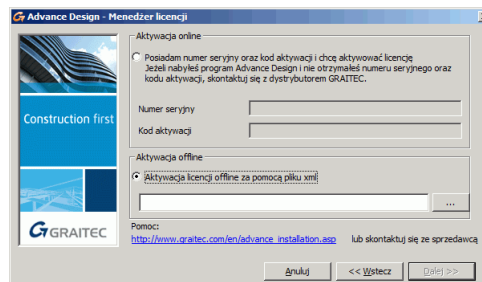 Advance Design - Menedżer licencji
Aktywacja online
Posiadam numer seryjny oraz kod aktywacji i chcę aktywować licencję
Jeżeli nabyłeś program Advance Design i nie otrzymałeś numeru seryjnego oraz
kodu aktywacji, skontaktuj się z dystrybutorem GRAITEC.
Numer seryjny
Kod aktywacji
Construction first
Aktywacja offline
Aktywacja licencji offline za pomocą pliku xml
...
GRAITEC
Pomoc:
http://www.graitec.com/en/advance_installation.asp lub skontaktuj się ze sprzedawcą
Anuluj << Wstecz Dalej >>